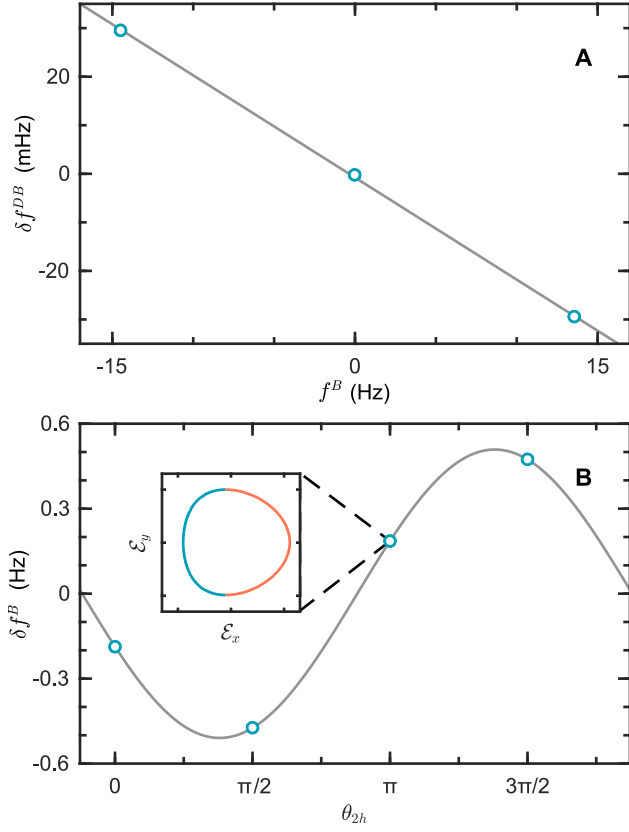 A
20
0
-20
δf^{DB} (mHz)
-15 0 15
f^B (Hz)
B
0.6
0.3
0
-0.3
-0.6
δf^B (Hz)
ℰ_y
ℰ_x
0 π/2 π 3π/2
θ_{2h}